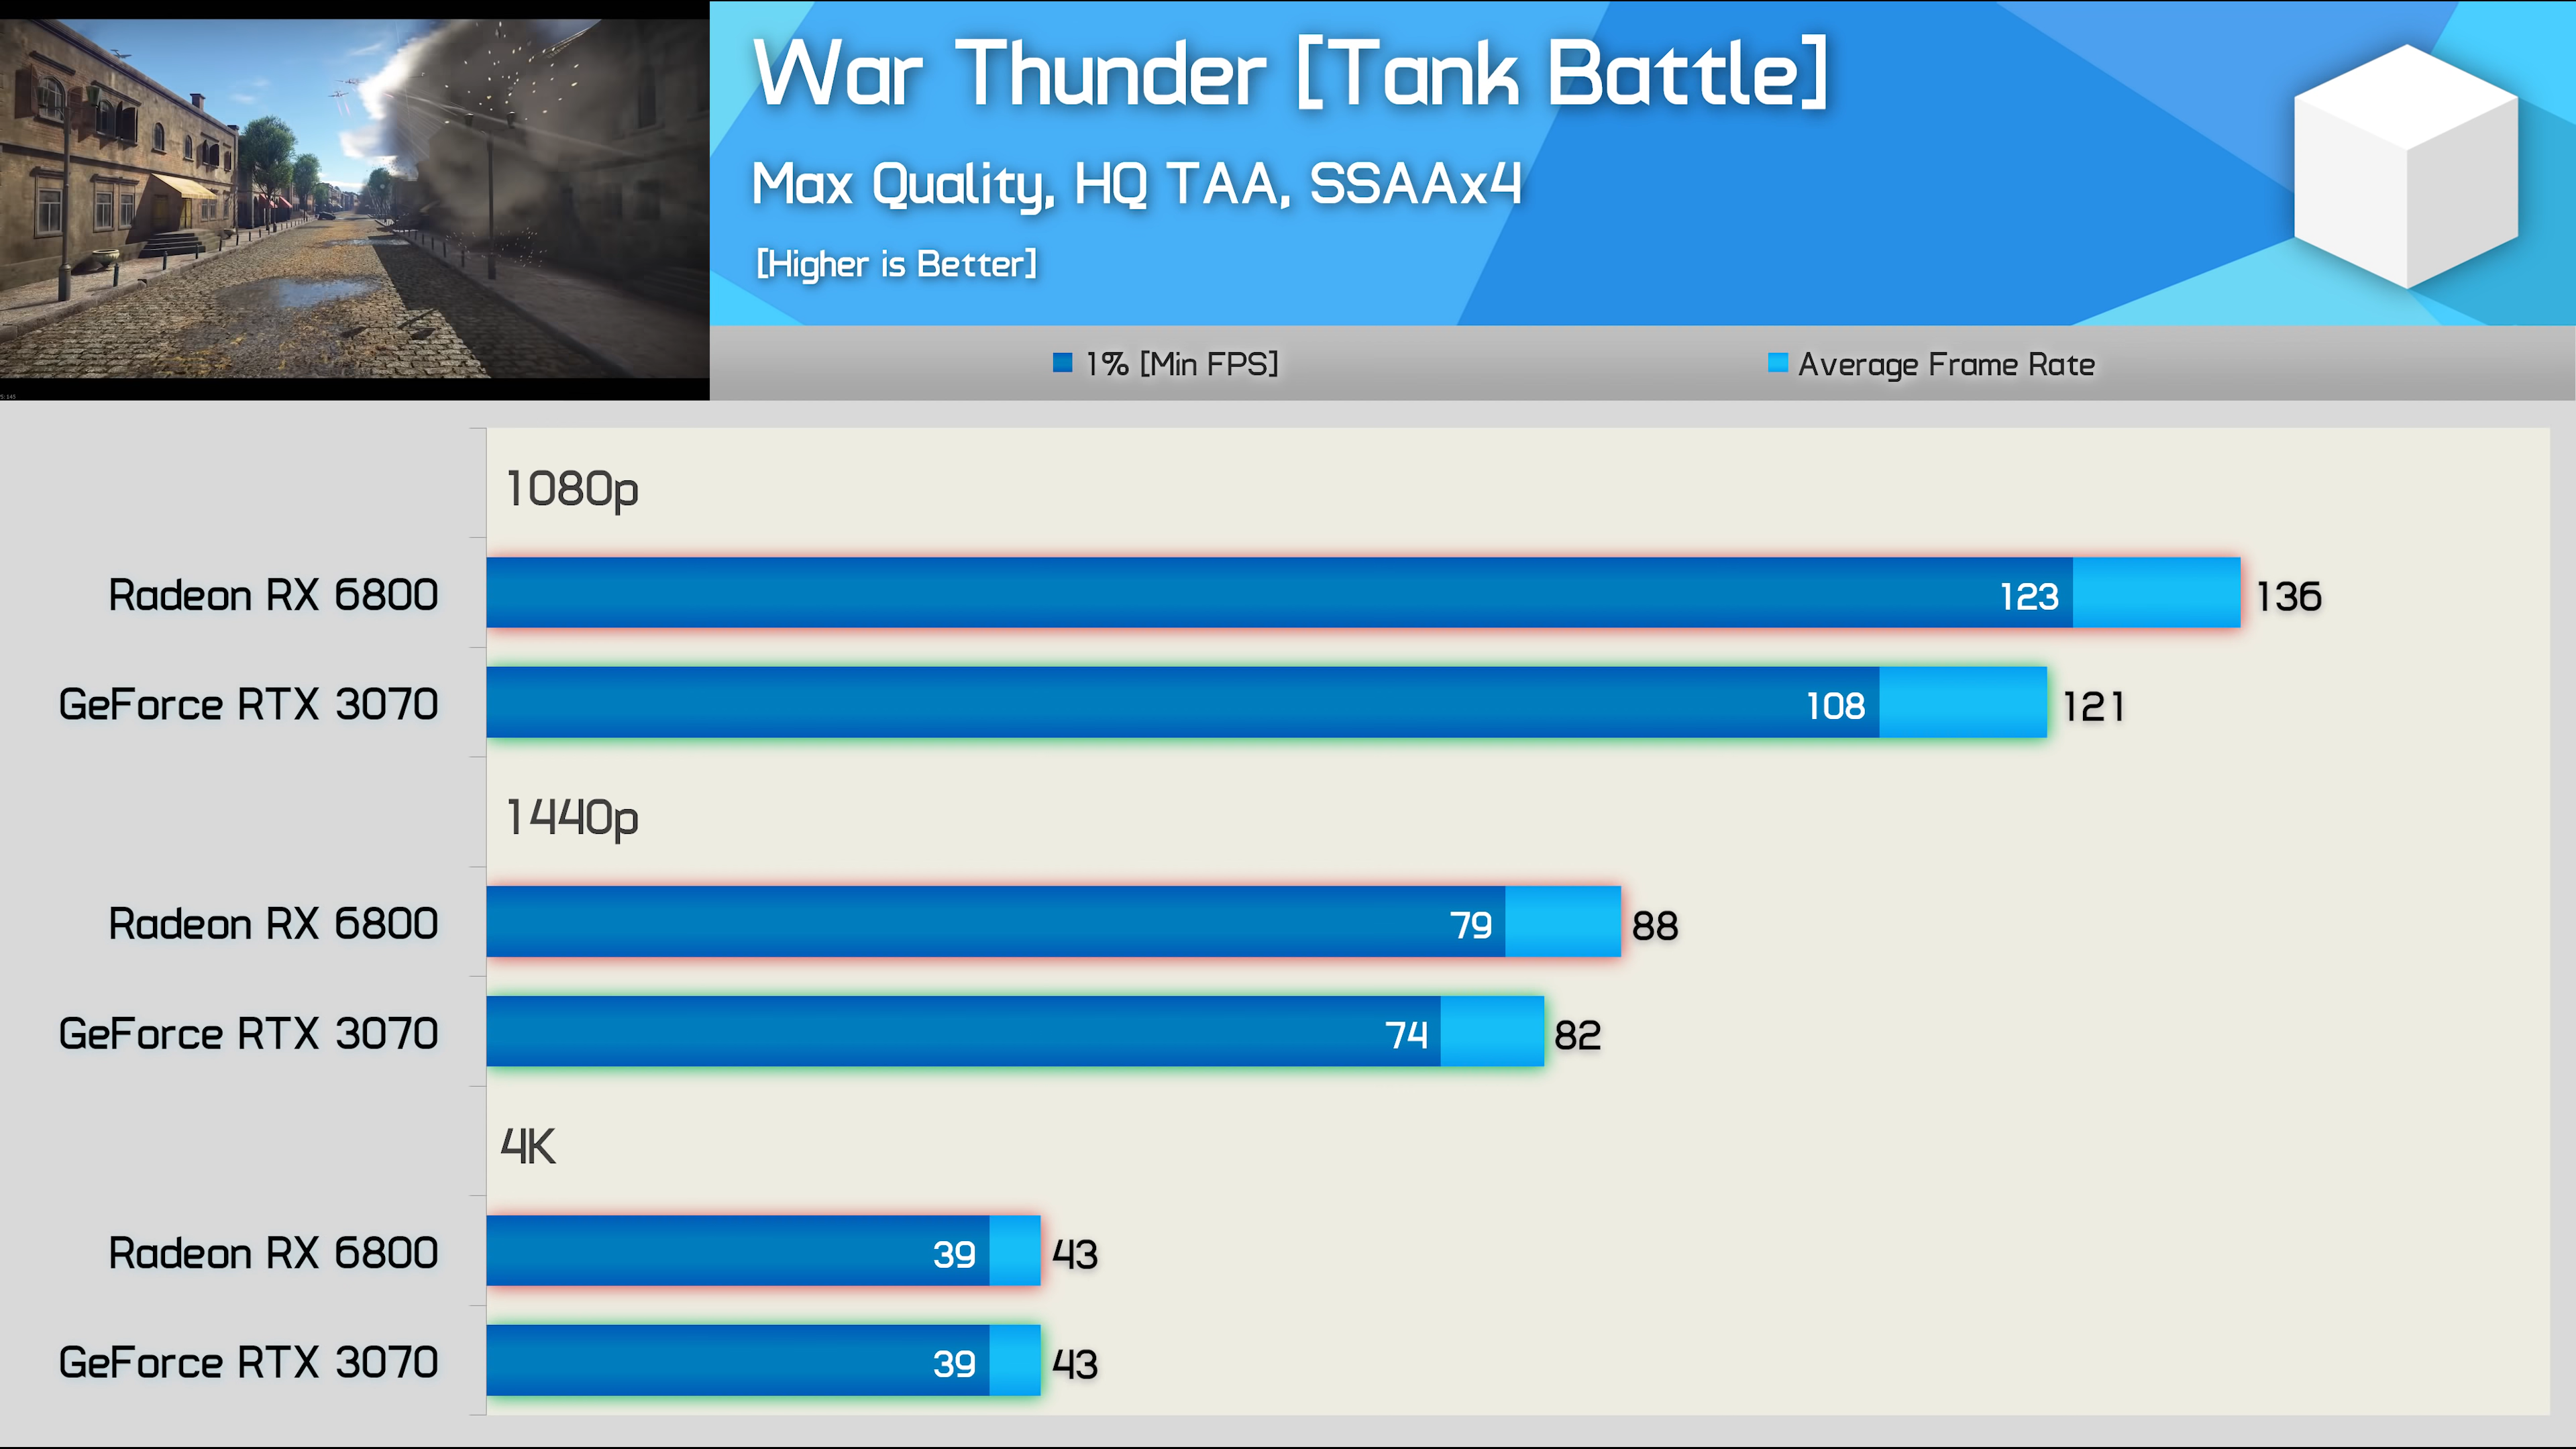 War Thunder [Tank Battle]
Max Quality, HQ TAA, SSAAx4
[Higher is Better]
1% [Min FPS]
Average Frame Rate
1080p
Radeon RX 6800
123
136
GeForce RTX 3070
108
121
1440p
Radeon RX 6800
79
88
GeForce RTX 3070
74
82
4K
Radeon RX 6800
39
43
GeForce RTX 3070
39
43